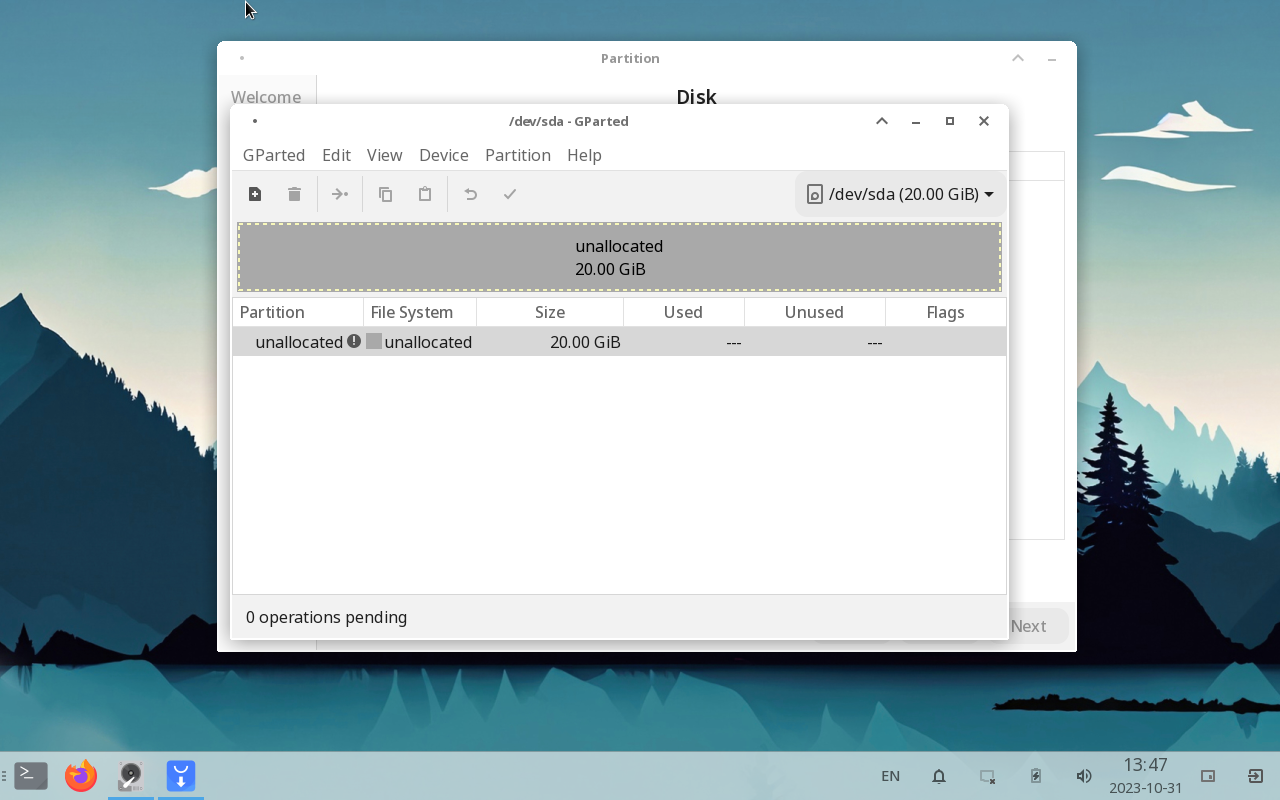 Partition
Welcome
Disk
/dev/sda - GParted
GParted Edit View Device Partition Help
/dev/sda (20.00 GiB)
unallocated
20.00 GiB
Partition File System Size Used Unused Flags
unallocated unallocated 20.00 GiB --- ---
0 operations pending
Next
EN
13:47
2023-10-31